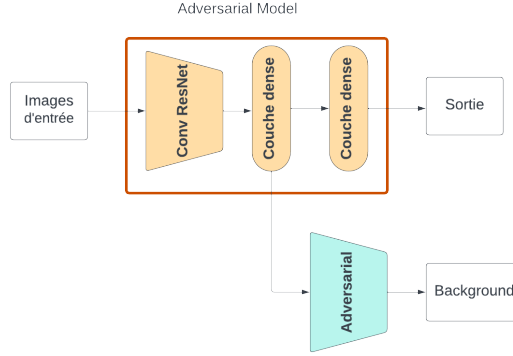 Adversarial Model
Images
d'entrée
Conv ResNet
Couche dense
Couche dense
Sortie
Adversarial
Background